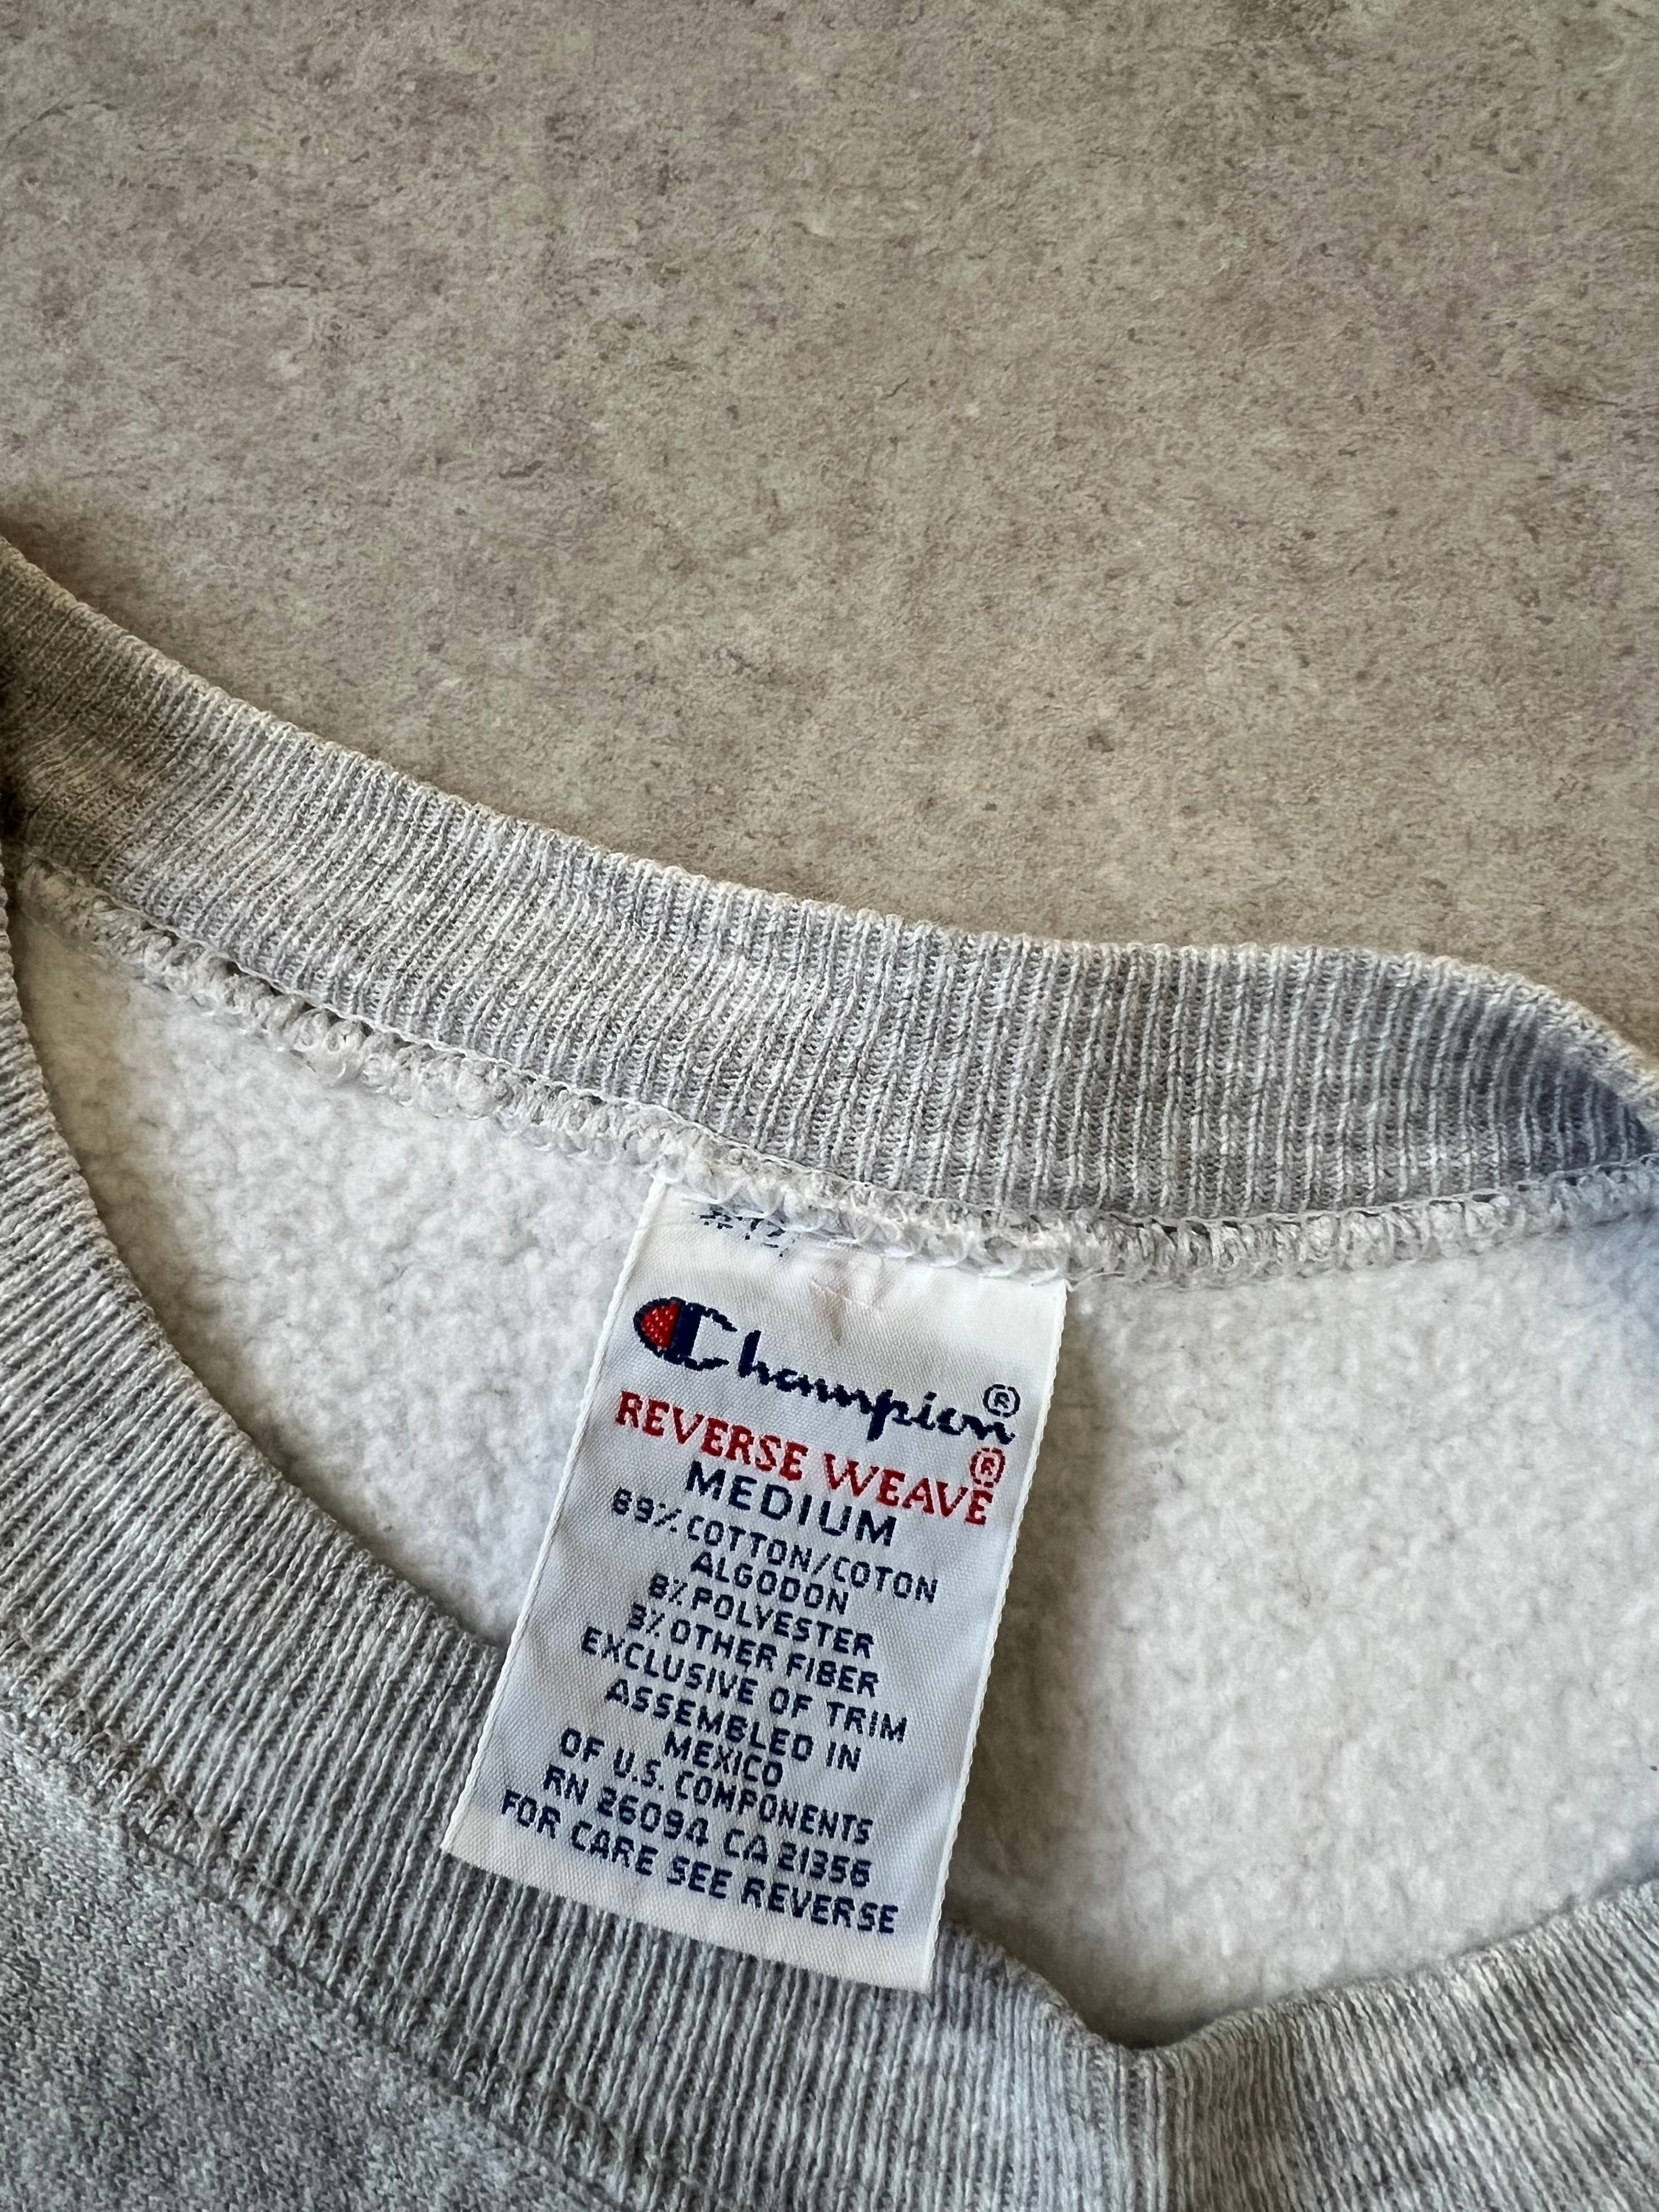 #12
Champion®
REVERSE WEAVE®
MEDIUM
89% COTTON/COTON
ALGODON
8% POLYESTER
3% OTHER FIBER
EXCLUSIVE OF TRIM
ASSEMBLED IN
MEXICO
OF U.S. COMPONENTS
RN 26094 CA 21356
FOR CARE SEE REVERSE